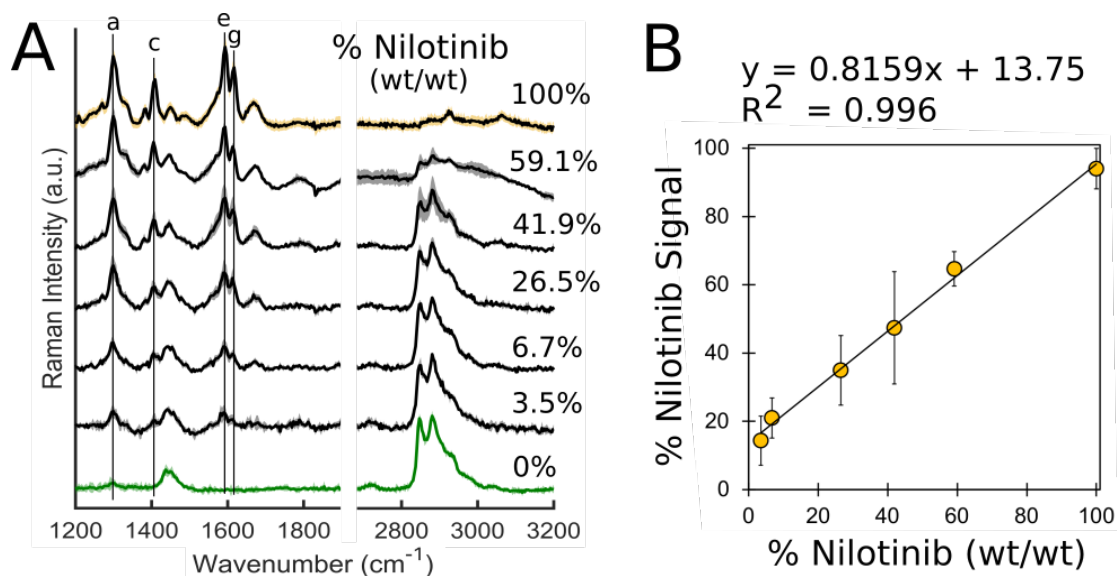 A
a
c
e
g
% Nilotinib
(wt/wt)
100%
59.1%
41.9%
26.5%
6.7%
3.5%
0%
Raman Intensity (a.u.)
1200 1400 1600 1800 2800 3000 3200
Wavenumber (cm⁻¹)
B
y = 0.8159x + 13.75
R² = 0.996
% Nilotinib Signal
100
80
60
40
20
0
0 20 40 60 80 100
% Nilotinib (wt/wt)